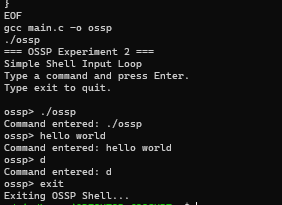 }
EOF
gcc main.c -o ossp
./ossp
=== OSSP Experiment 2 ===
Simple Shell Input Loop
Type a command and press Enter.
Type exit to quit.
ossp> ./ossp
Command entered: ./ossp
ossp> hello world
Command entered: hello world
ossp> d
Command entered: d
ossp> exit
Exiting OSSP Shell...